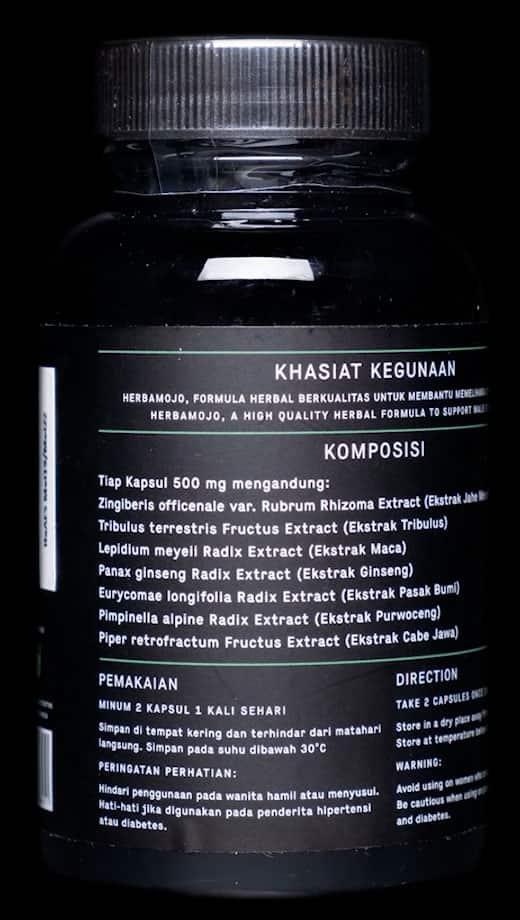 KHASIAT KEGUNAAN
HERBAMOJO, FORMULA HERBAL BERKUALITAS UNTUK MEMBANTU
HERBAMOJO, A HIGH QUALITY HERBAL FORMULA TO SUPPORT
KOMPOSISI
Tiap Kapsul 500 mg mengandung:
Zingiberis officenale var. Rubrum Rhizoma Extract (Ekstrak Jahe
Tribulus terrestris Fructus Extract (Ekstrak Tribulus)
Lepidium meyeii Radix Extract (Ekstrak Maca)
Panax ginseng Radix Extract (Ekstrak Ginseng)
Eurycomae longifolia Radix Extract (Ekstrak Pasak Bumi)
Pimpinella alpine Radix Extract (Ekstrak Purwoceng)
Piper retrofractum Fructus Extract (Ekstrak Cabe Jawa)
PEMAKAIAN
MINUM 2 KAPSUL 1 KALI SEHARI
Simpan di tempat kering dan terhindar dari matahari
langsung. Simpan pada suhu dibawah 30°C
PERINGATAN PERHATIAN:
Hindari penggunaan pada wanita hamil atau menyusui.
Hati-hati jika digunakan pada penderita hipertensi
atau diabetes.
DIRECTION
TAKE 2 CAPSULES ONCE
Store in a dry place
Store at temperature
WARNING:
Avoid using on women
Be cautious when using
and diabetes.